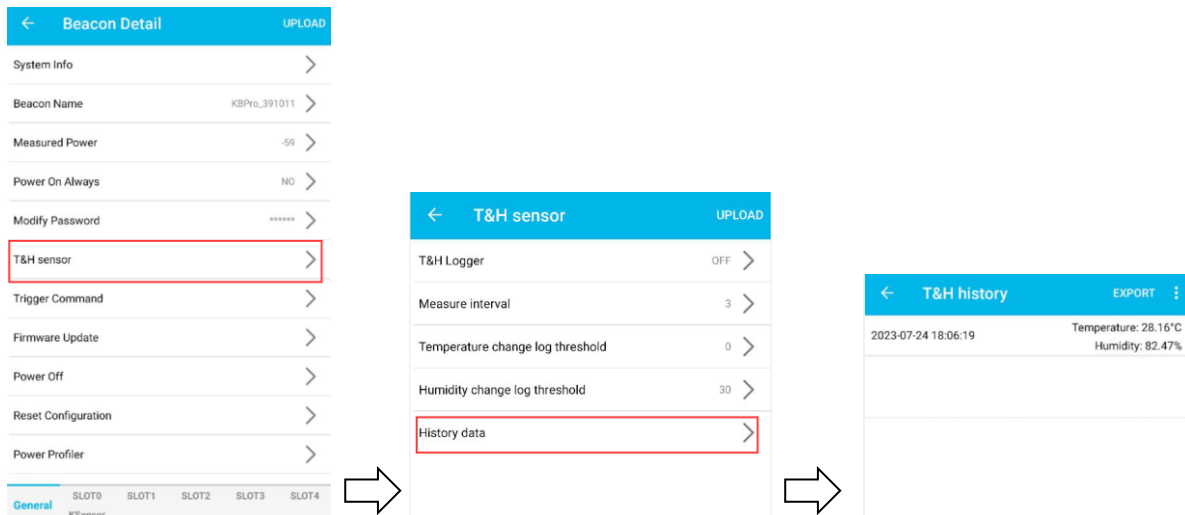 Beacon Detail UPLOAD
System Info
Beacon Name KBPro_391011
Measured Power -59
Power On Always NO
Modify Password ******
T&H sensor
Trigger Command
Firmware Update
Power Off
Reset Configuration
Power Profiler
General SLOT0 SLOT1 SLOT2 SLOT3 SLOT4
KSensor
T&H sensor UPLOAD
T&H Logger OFF
Measure interval 3
Temperature change log threshold 0
Humidity change log threshold 30
History data
T&H history EXPORT
2023-07-24 18:06:19 Temperature: 28.16°C
Humidity: 82.47%